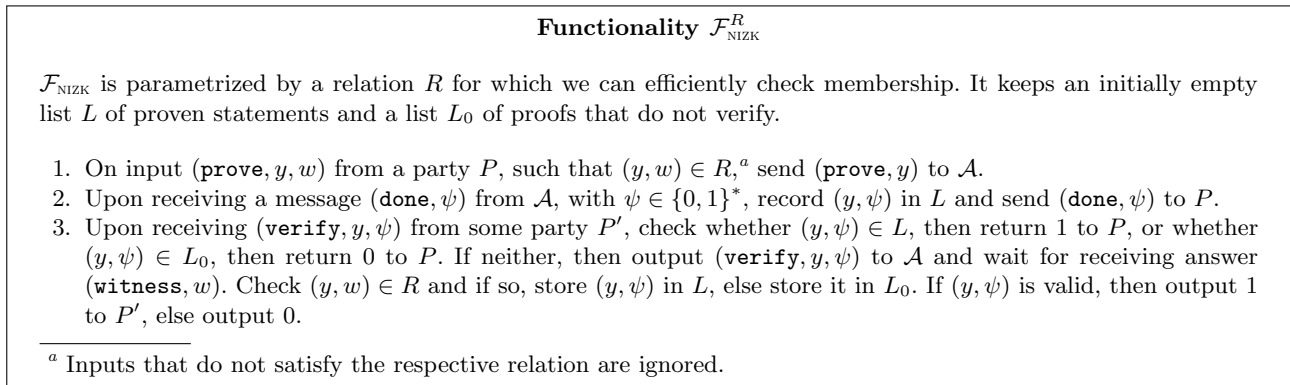 Functionality $\mathcal{F}_{\text{NIZK}}^{R}$
$\mathcal{F}_{\text{NIZK}}$ is parametrized by a relation $R$ for which we can efficiently check membership. It keeps an initially empty
list $L$ of proven statements and a list $L_0$ of proofs that do not verify.
1. On input $(\texttt{prove}, y, w)$ from a party $P$, such that $(y, w) \in R$,$^a$ send $(\texttt{prove}, y)$ to $\mathcal{A}$.
2. Upon receiving a message $(\texttt{done}, \psi)$ from $\mathcal{A}$, with $\psi \in \{0, 1\}^*$, record $(y, \psi)$ in $L$ and send $(\texttt{done}, \psi)$ to $P$.
3. Upon receiving $(\texttt{verify}, y, \psi)$ from some party $P'$, check whether $(y, \psi) \in L$, then return 1 to $P$, or whether
$(y, \psi) \in L_0$, then return 0 to $P$. If neither, then output $(\texttt{verify}, y, \psi)$ to $\mathcal{A}$ and wait for receiving answer
$(\texttt{witness}, w)$. Check $(y, w) \in R$ and if so, store $(y, \psi)$ in $L$, else store it in $L_0$. If $(y, \psi)$ is valid, then output 1
to $P'$, else output 0.
$^a$ Inputs that do not satisfy the respective relation are ignored.